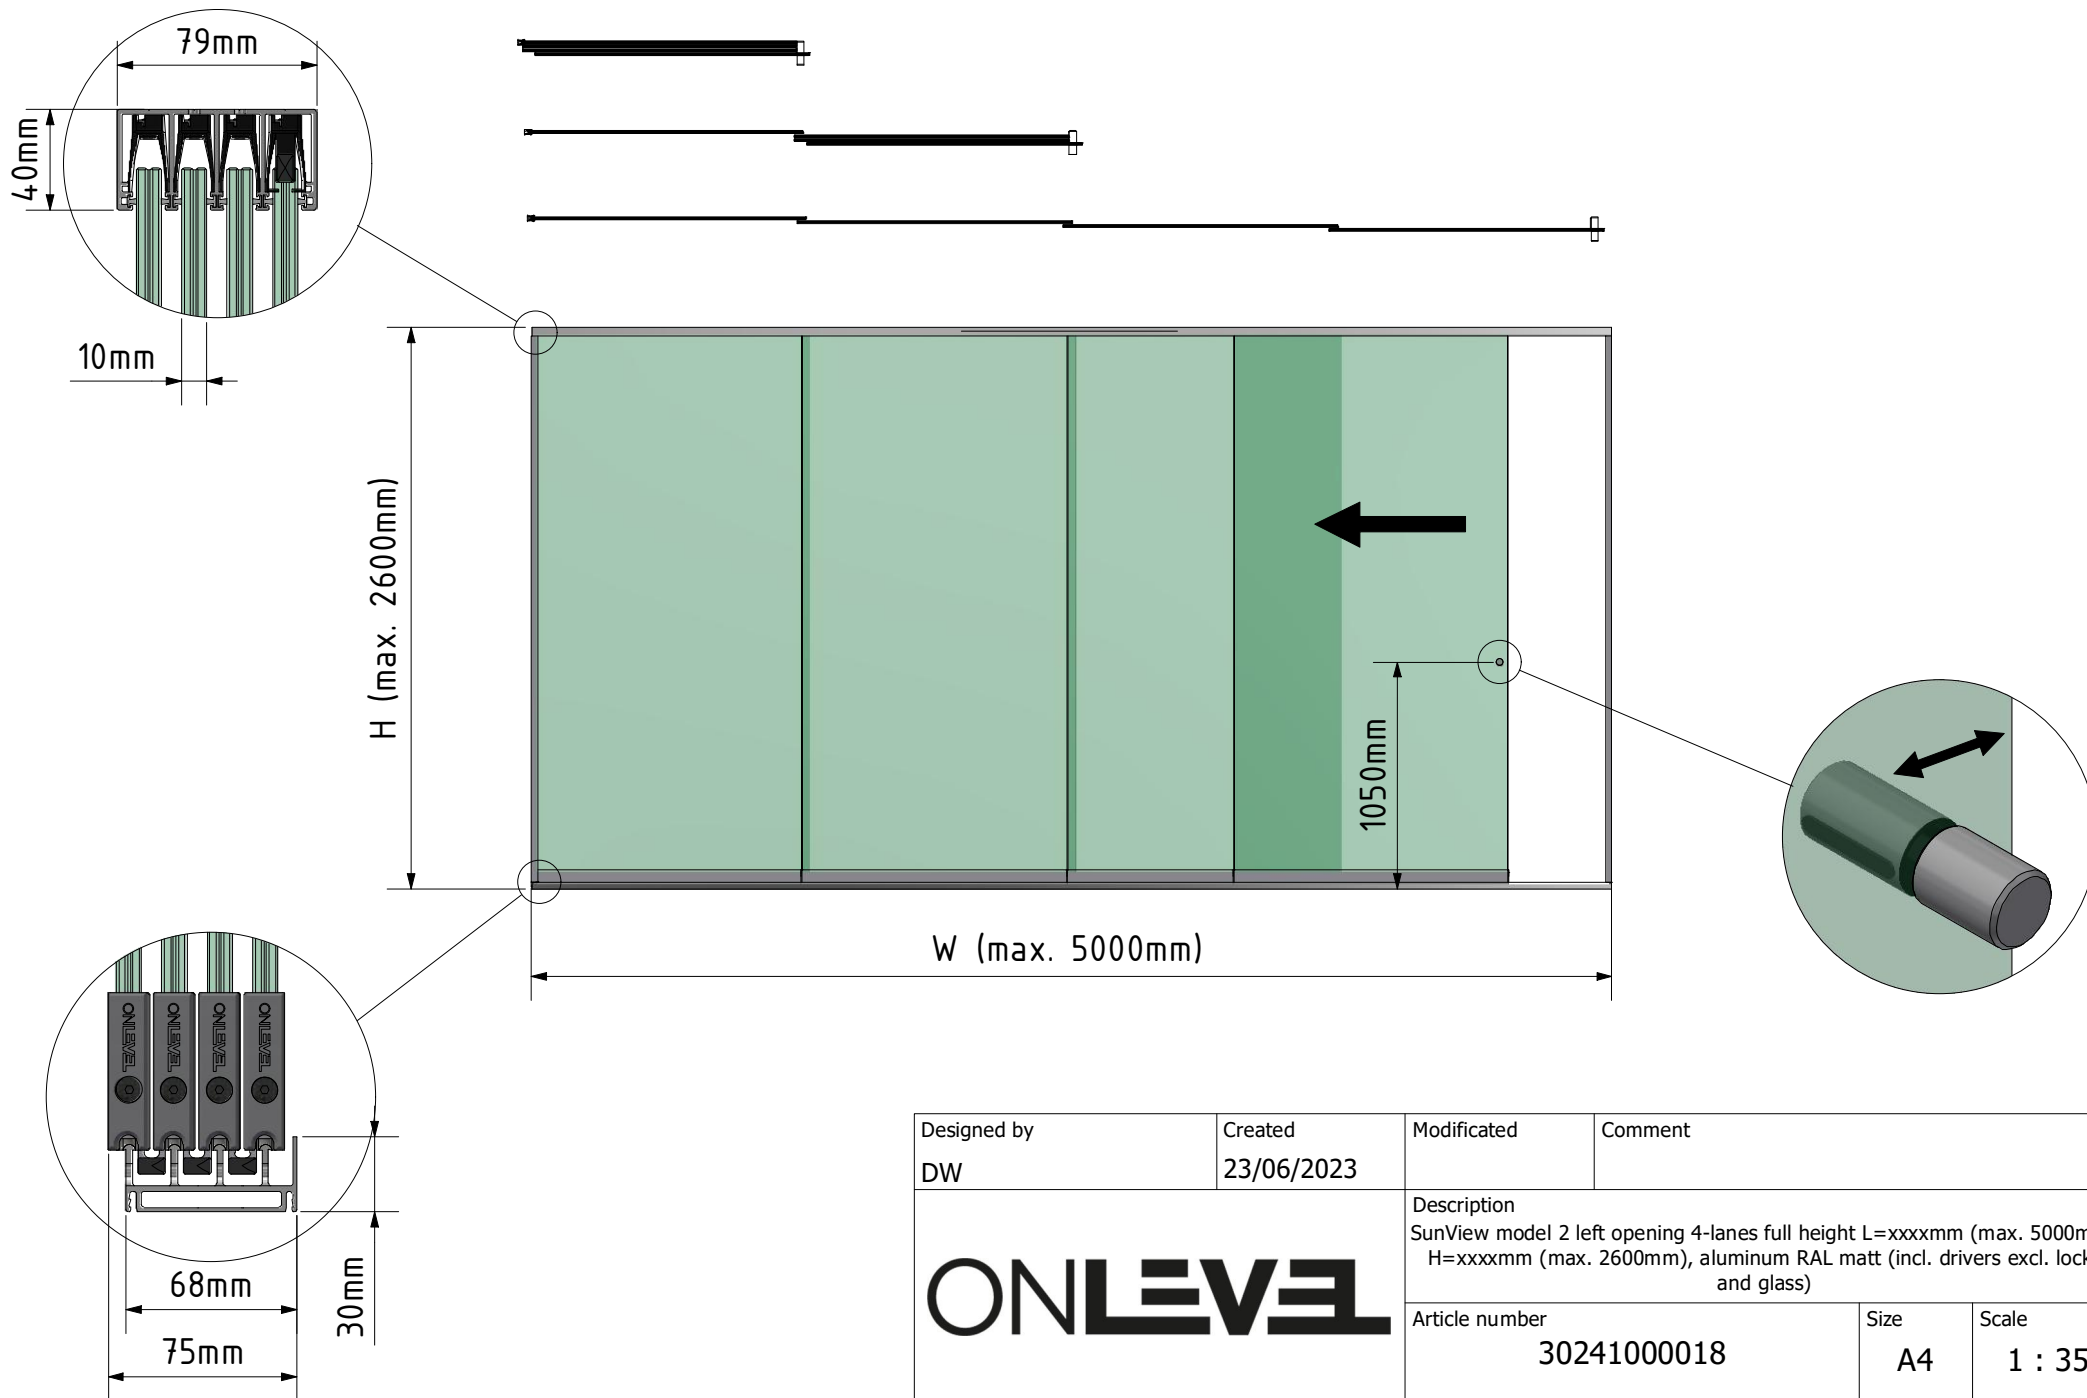 79mm
40mm
10mm
H (max. 2600mm)
1050mm
W (max. 5000mm)
ONLEVEL
ONLEVEL
ONLEVEL
ONLEVEL
68mm
75mm
30mm
Designed by
DW
Created
23/06/2023
Modificated
Comment
ONLEVEL
Description
SunView model 2 left opening 4-lanes full height L=xxxxmm (max. 5000m
H=xxxxmm (max. 2600mm), aluminum RAL matt (incl. drivers excl. lock
and glass)
Article number
30241000018
Size
A4
Scale
1 : 35